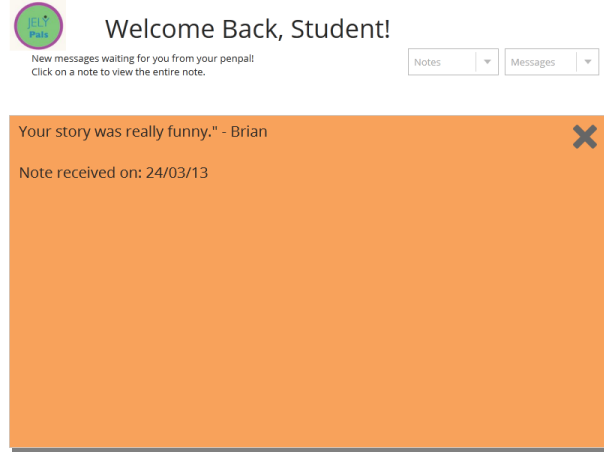 JELY
Pals
Welcome Back, Student!
New messages waiting for you from your penpal!
Click on a note to view the entire note.
Notes
Messages
Your story was really funny." - Brian
Note received on: 24/03/13